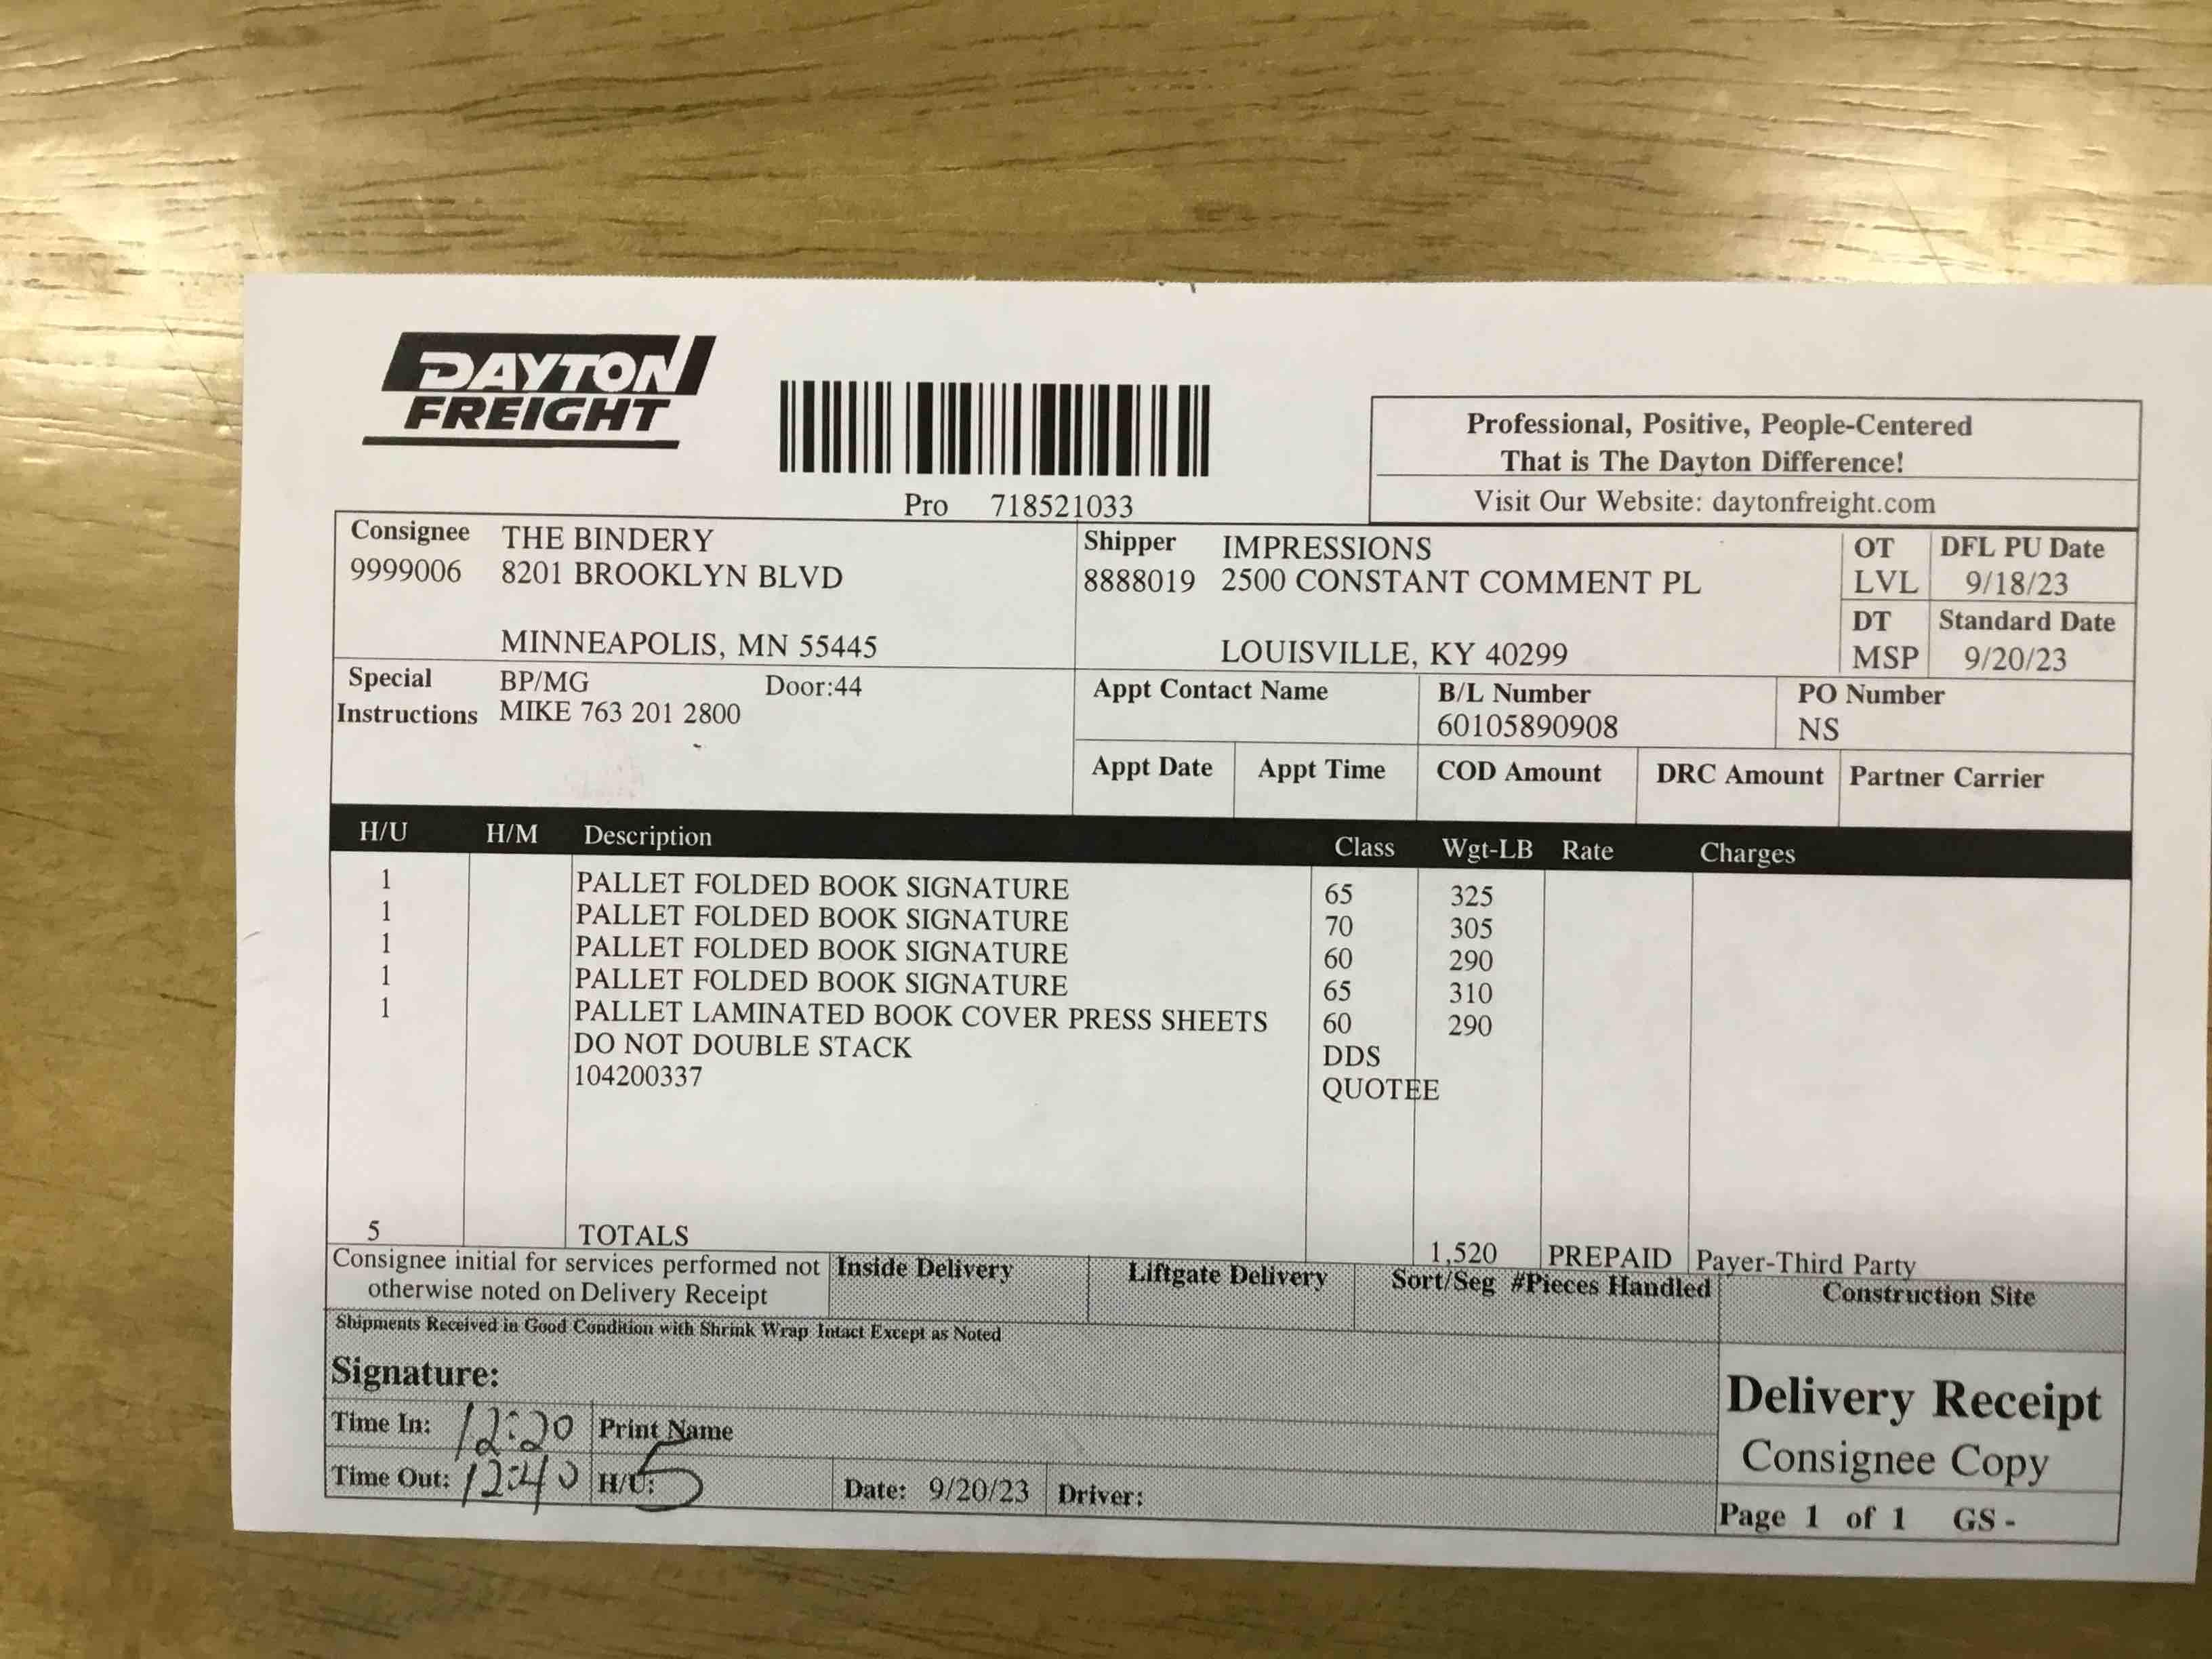 DAYTON
FREIGHT
Pro 718521033
Professional, Positive, People-Centered
That is The Dayton Difference!
Visit Our Website: daytonfreight.com
Consignee THE BINDERY
9999006 8201 BROOKLYN BLVD
MINNEAPOLIS, MN 55445
Shipper IMPRESSIONS
8888019 2500 CONSTANT COMMENT PL
LOUISVILLE, KY 40299
OT DFL PU Date
LVL 9/18/23
DT Standard Date
MSP 9/20/23
Special BP/MG Door:44
Instructions MIKE 763 201 2800
Appt Contact Name
B/L Number
60105890908
PO Number
NS
Appt Date Appt Time COD Amount DRC Amount Partner Carrier
H/U H/M Description Class Wgt-LB Rate Charges
1 PALLET FOLDED BOOK SIGNATURE 65 325
1 PALLET FOLDED BOOK SIGNATURE 70 305
1 PALLET FOLDED BOOK SIGNATURE 60 290
1 PALLET FOLDED BOOK SIGNATURE 65 310
1 PALLET LAMINATED BOOK COVER PRESS SHEETS 60 290
DO NOT DOUBLE STACK DDS
104200337 QUOTEE
5 TOTALS 1,520 PREPAID Payer-Third Party
Consignee initial for services performed not
otherwise noted on Delivery Receipt
Inside Delivery Liftgate Delivery Sort/Seg #Pieces Handled Construction Site
Shipments Received in Good Condition with Shrink Wrap Intact Except as Noted
Signature:
Time In: 12:20 Print Name
Time Out: 12:40 H/U: 5 Date: 9/20/23 Driver:
Delivery Receipt
Consignee Copy
Page 1 of 1 GS -